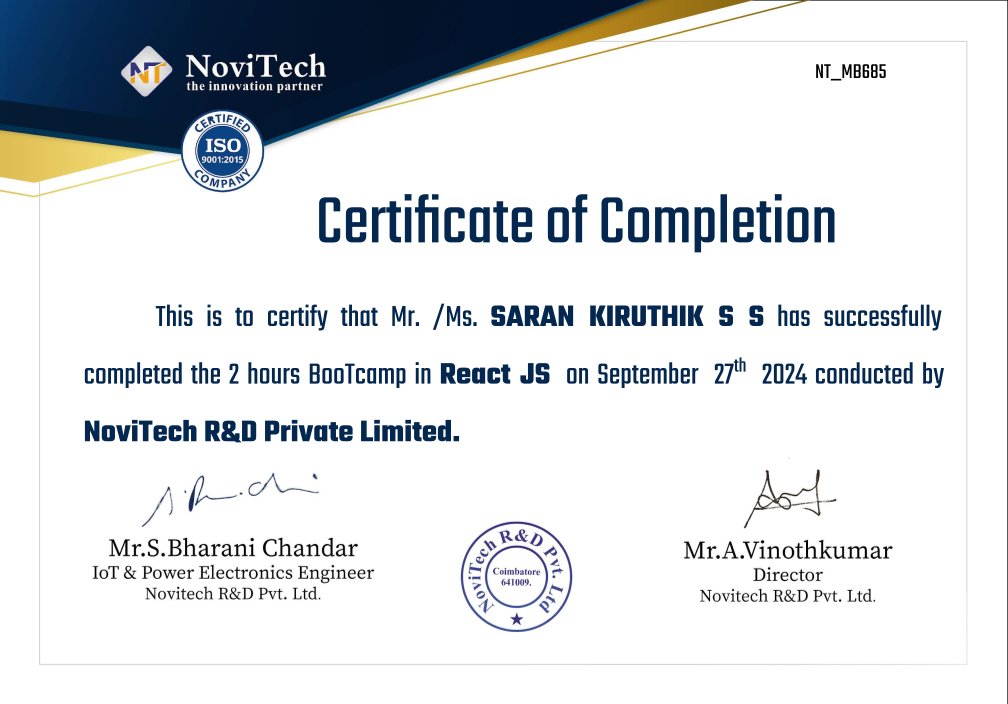 NT NoviTech
the innovation partner
NT_MB685
CERTIFIED
ISO
9001:2015
COMPANY
Certificate of Completion
This is to certify that Mr. /Ms. SARAN KIRUTHIK S S has successfully
completed the 2 hours BooTcamp in React JS on September 27th 2024 conducted by
NoviTech R&D Private Limited.
Mr.S.Bharani Chandar
IoT & Power Electronics Engineer
Novitech R&D Pvt. Ltd.
NoviTech R&D Pvt. Ltd
Coimbatore
641009.
Mr.A.Vinothkumar
Director
Novitech R&D Pvt. Ltd.